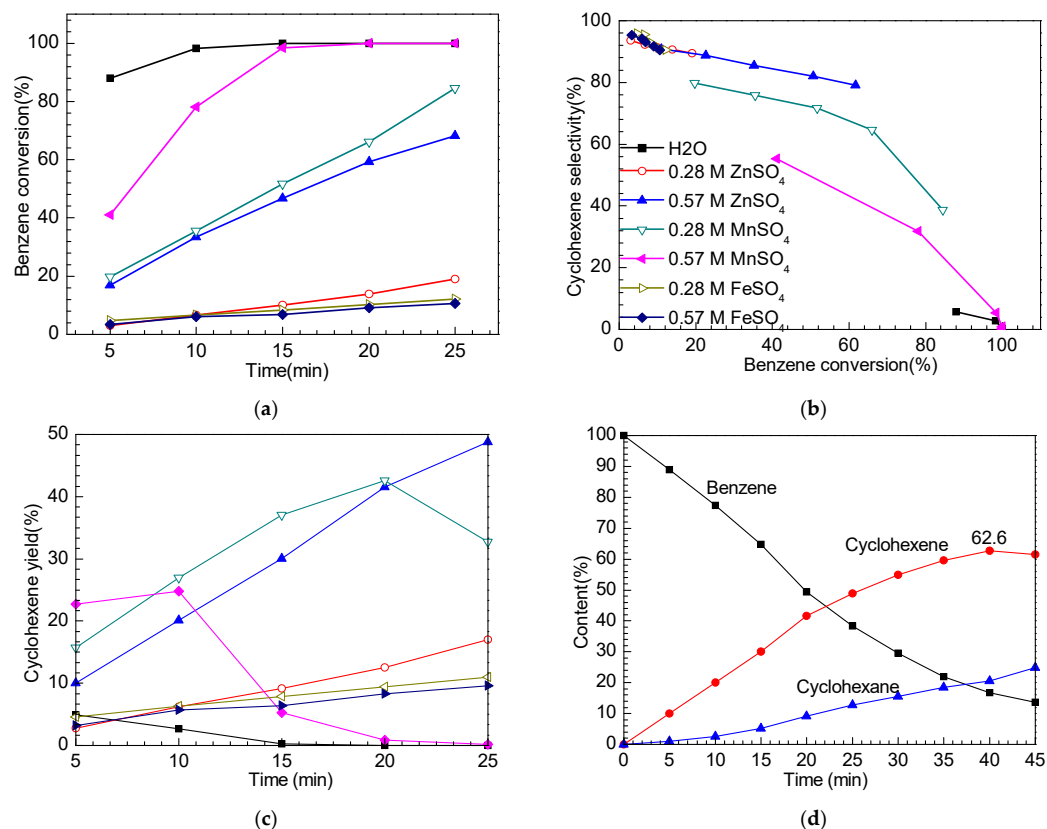 Benzene conversion(%)
100
80
60
40
20
0
5 10 15 20 25
Time(min)
(a)
Cyclohexene selectivity(%)
100
80
60
40
20
0
H2O
0.28 M ZnSO4
0.57 M ZnSO4
0.28 M MnSO4
0.57 M MnSO4
0.28 M FeSO4
0.57 M FeSO
0 20 40 60 80 100
Benzene conversion(%)
(b)
Cyclohexene yield(%)
50
40
30
20
10
0
5 10 15 20 25
Time (min)
(c)
Content(%)
100
90
80
70
60
50
40
30
20
10
0
Benzene
Cyclohexene
62.6
Cyclohexane
0 5 10 15 20 25 30 35 40 45
Time (min)
(d)